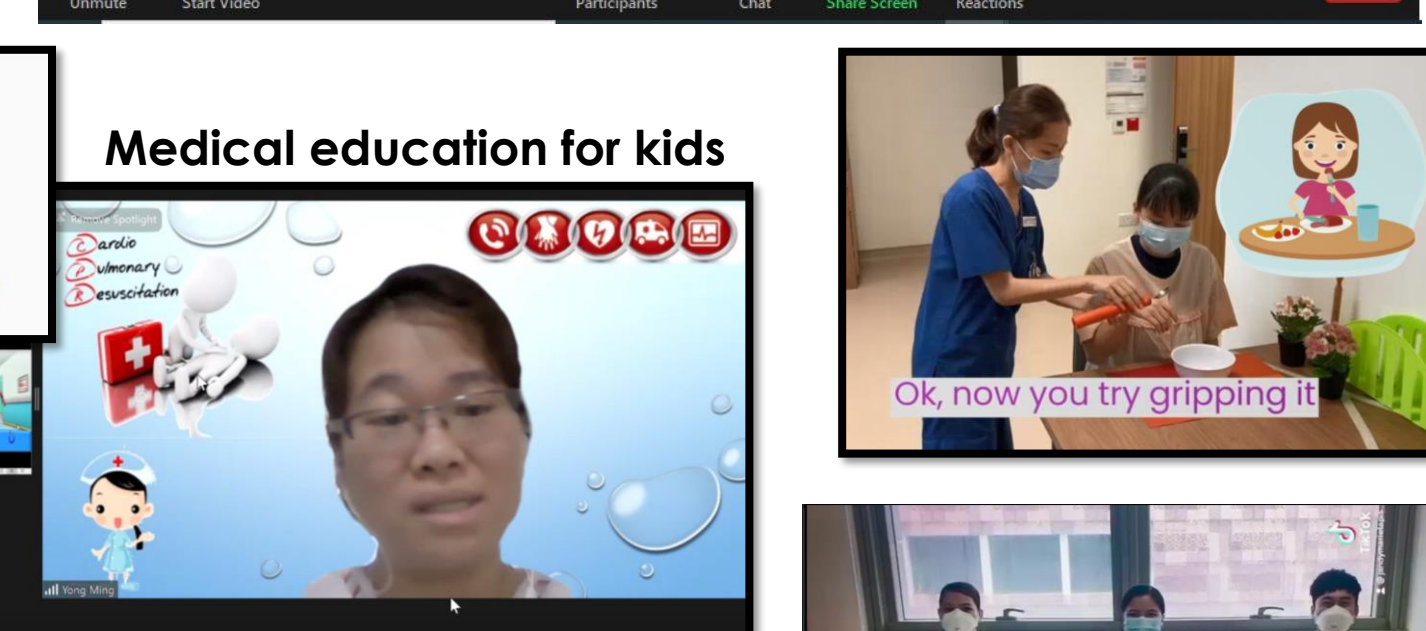 Unmute Start Video Participants Chat Share Screen Reactions
Medical education for kids
Remove Spotlight
Cardio
Pulmonary
Resuscitation
Yong Ming
Ok, now you try gripping it
TikTok